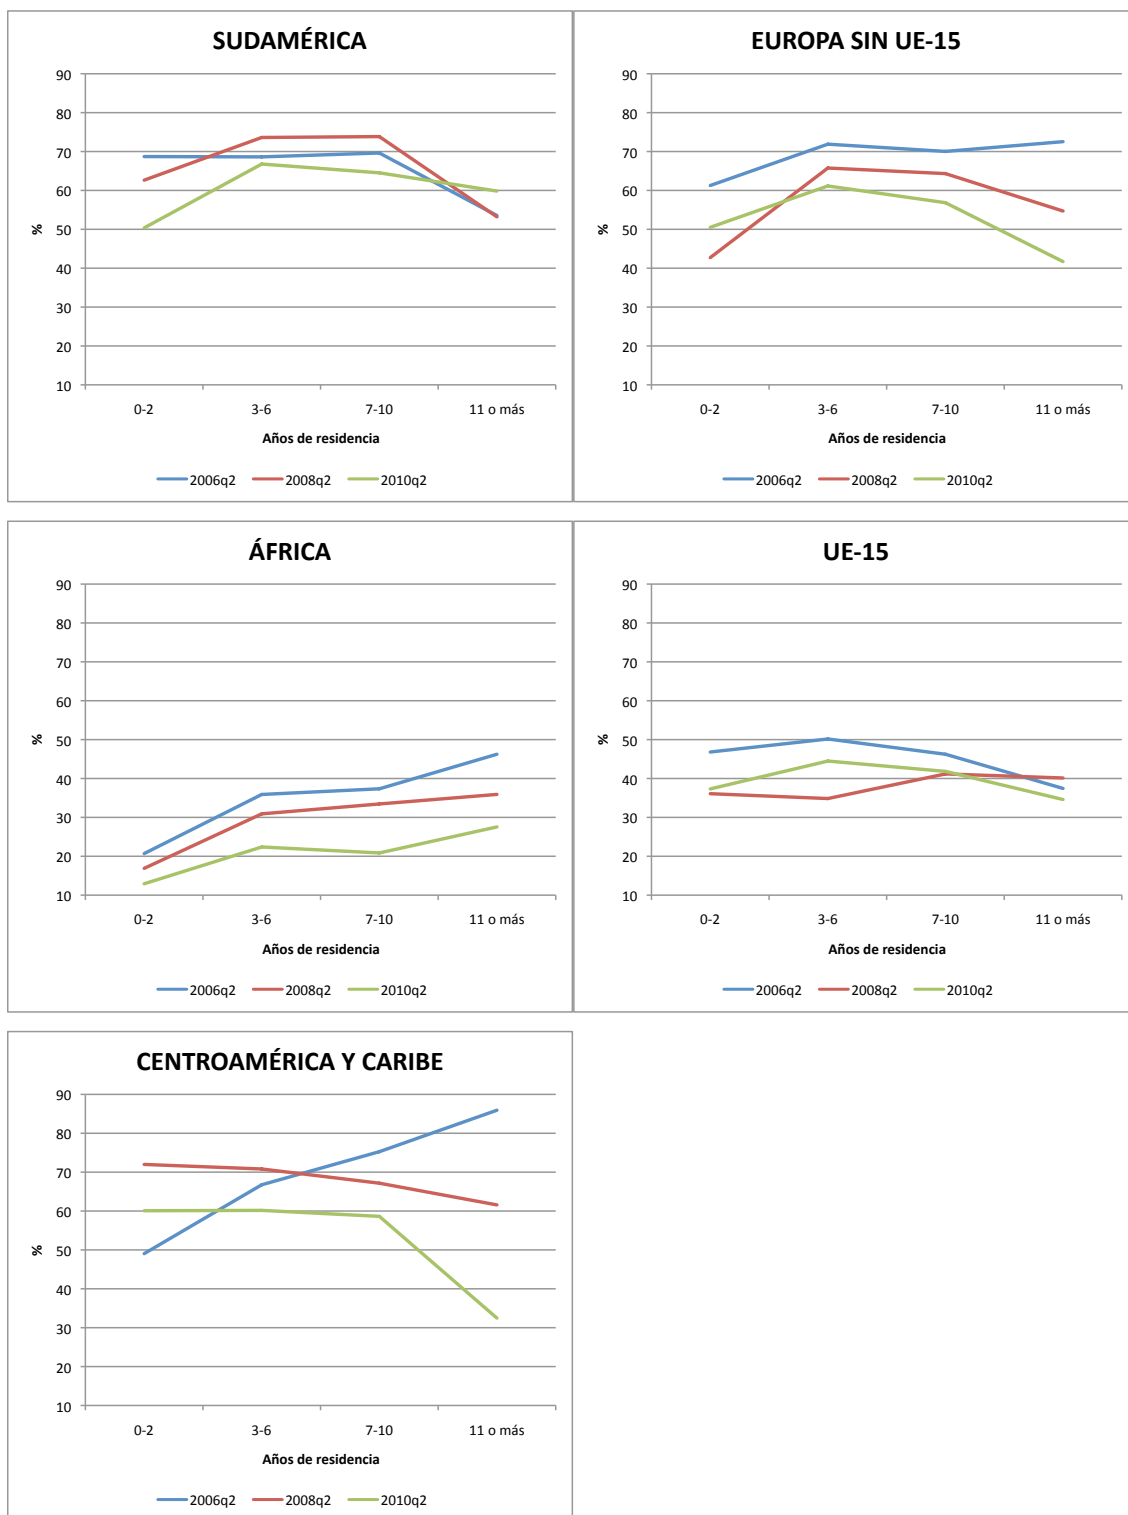 SUDAMÉRICA
90
80
70
60
50
40
30
20
10
%
0-2 3-6 7-10 11 o más
Años de residencia
2006q2 2008q2 2010q2
EUROPA SIN UE-15
90
80
70
60
50
40
30
20
10
%
0-2 3-6 7-10 11 o más
Años de residencia
2006q2 2008q2 2010q2
ÁFRICA
90
80
70
60
50
40
30
20
10
%
0-2 3-6 7-10 11 o más
Años de residencia
2006q2 2008q2 2010q2
UE-15
90
80
70
60
50
40
30
20
10
%
0-2 3-6 7-10 11 o más
Años de residencia
2006q2 2008q2 2010q2
CENTROAMÉRICA Y CARIBE
90
80
70
60
50
40
30
20
10
%
0-2 3-6 7-10 11 o más
Años de residencia
2006q2 2008q2 2010q2